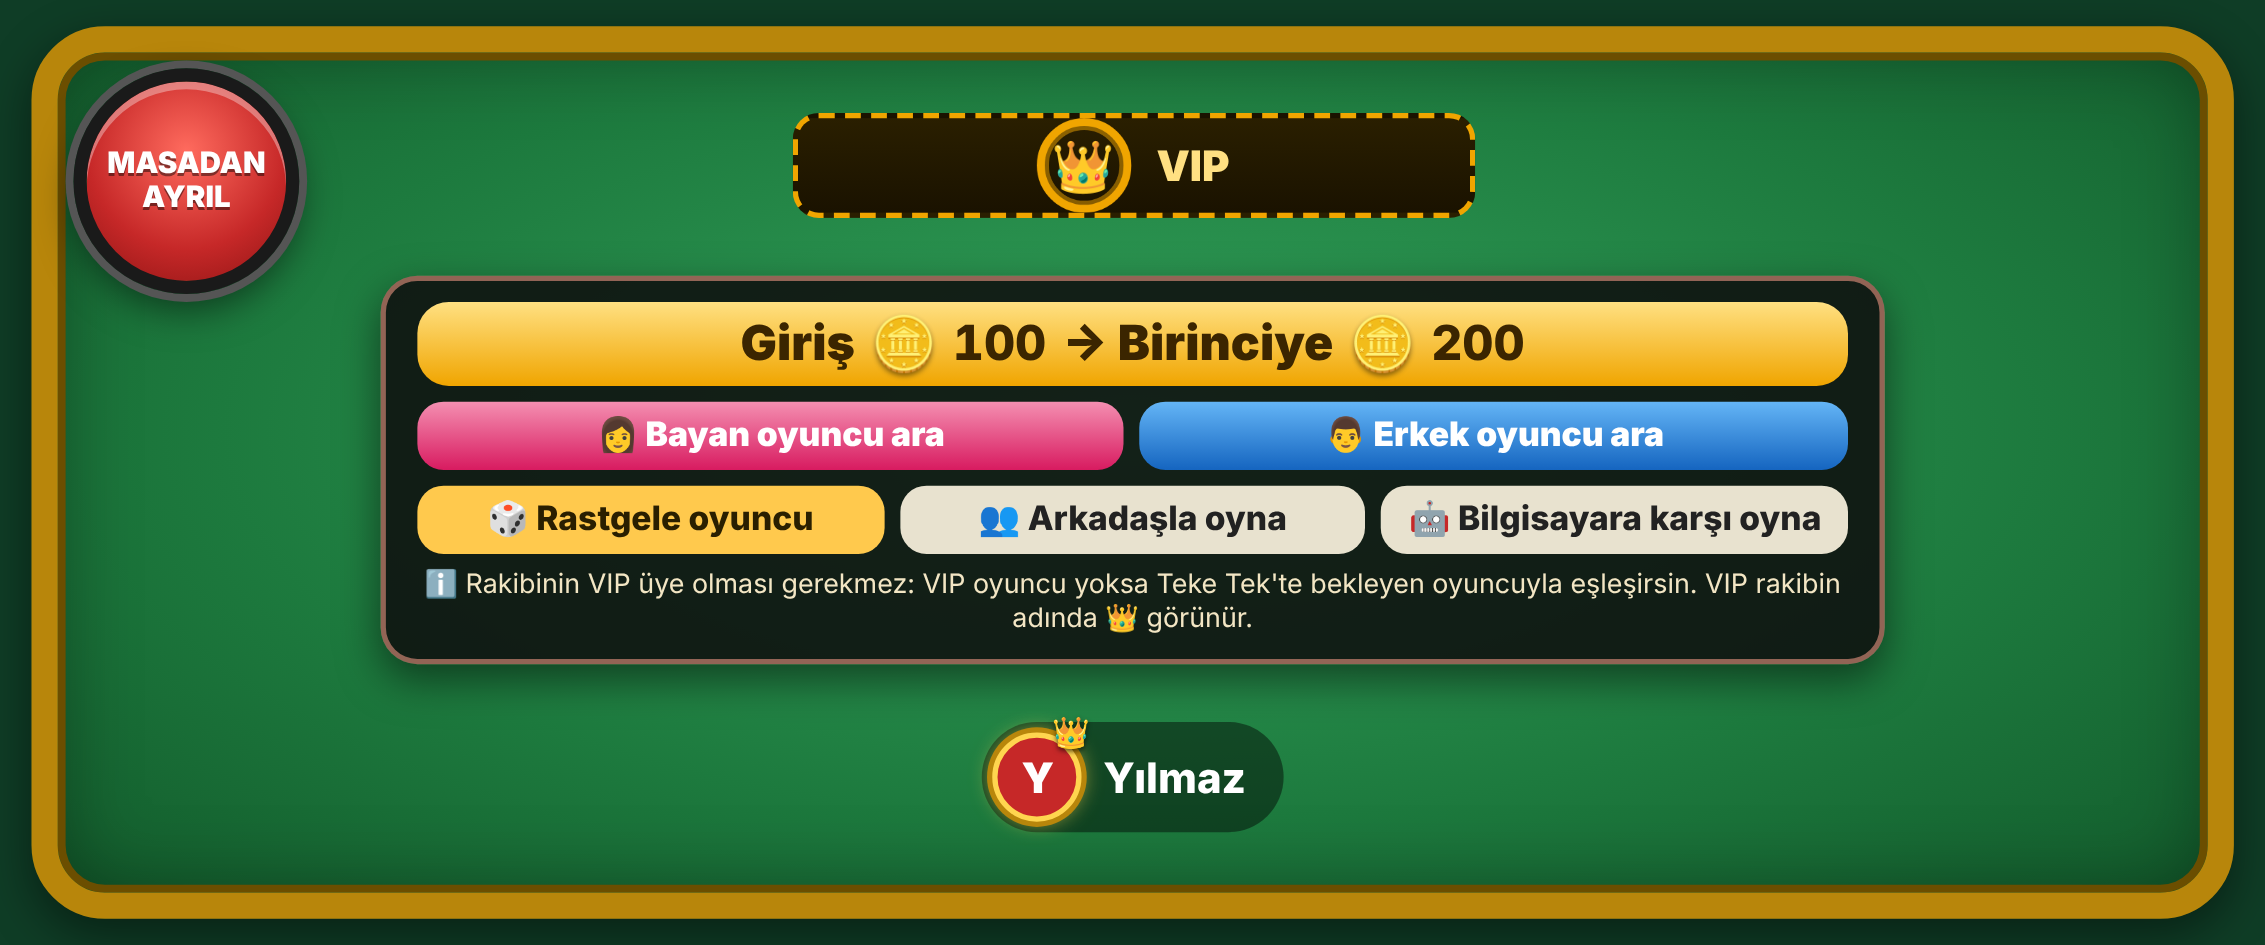 MASADAN
AYRIL
VIP
Giriş 100 → Birinciye 200
Bayan oyuncu ara
Erkek oyuncu ara
Rastgele oyuncu
Arkadaşla oyna
Bilgisayara karşı oyna
Rakibinin VIP üye olması gerekmez: VIP oyuncu yoksa Teke Tek'te bekleyen oyuncuyla eşleşirsin. VIP rakibin
adında 👑 görünür.
Y
Yılmaz